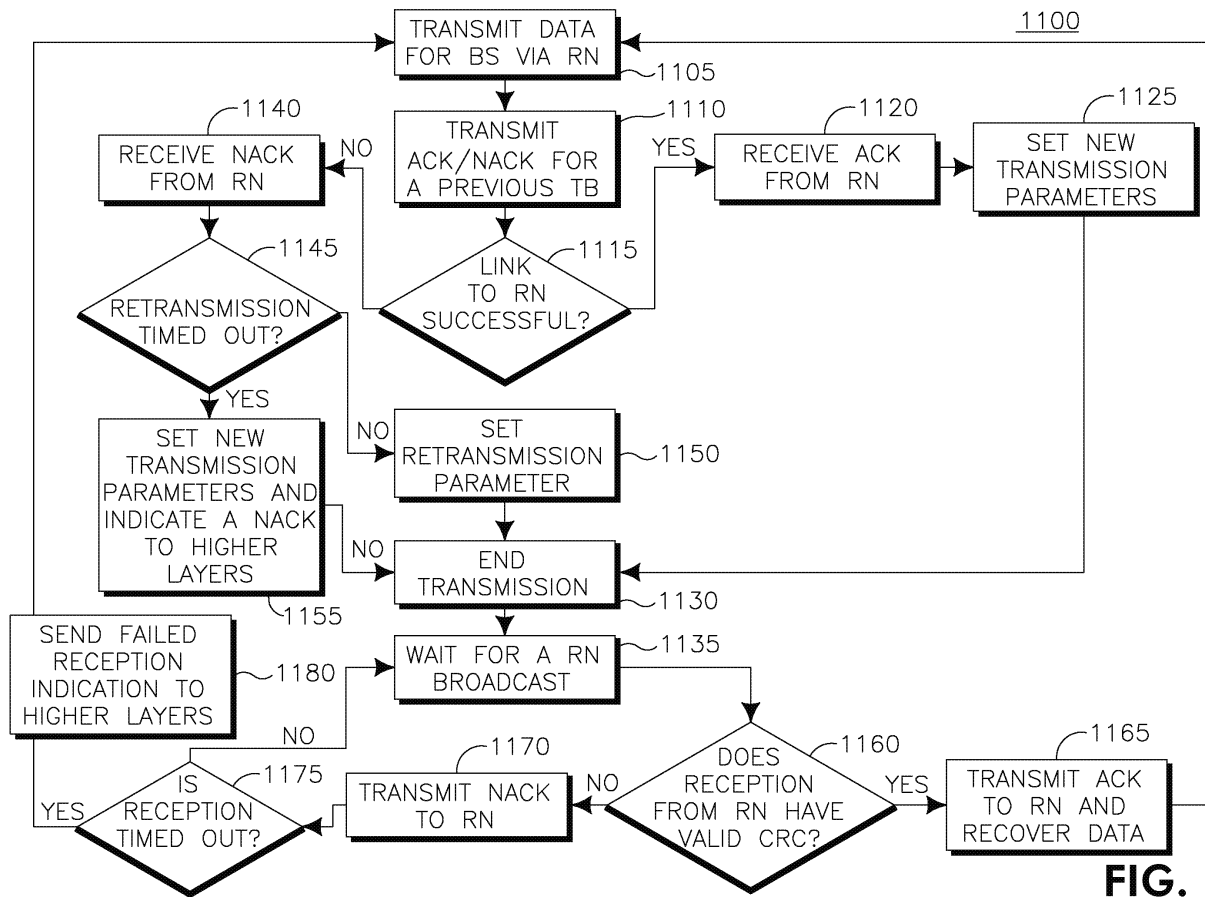 1100
TRANSMIT DATA
FOR BS VIA RN
1105
1110
TRANSMIT
ACK/NACK FOR
A PREVIOUS TB
1140
RECEIVE NACK
FROM RN
NO
YES
1120
RECEIVE ACK
FROM RN
1125
SET NEW
TRANSMISSION
PARAMETERS
1145
RETRANSMISSION
TIMED OUT?
1115
LINK
TO RN
SUCCESSFUL?
YES
NO
SET NEW
TRANSMISSION
PARAMETERS AND
INDICATE A NACK
TO HIGHER
LAYERS
1155
SET
RETRANSMISSION
PARAMETER
1150
NO
END
TRANSMISSION
1130
SEND FAILED
RECEPTION
INDICATION TO
HIGHER LAYERS
1180
WAIT FOR A RN
BROADCAST
1135
NO
YES
IS
RECEPTION
TIMED OUT?
1175
1170
TRANSMIT NACK
TO RN
NO
DOES
RECEPTION
FROM RN HAVE
VALID CRC?
1160
YES
1165
TRANSMIT ACK
TO RN AND
RECOVER DATA
FIG.